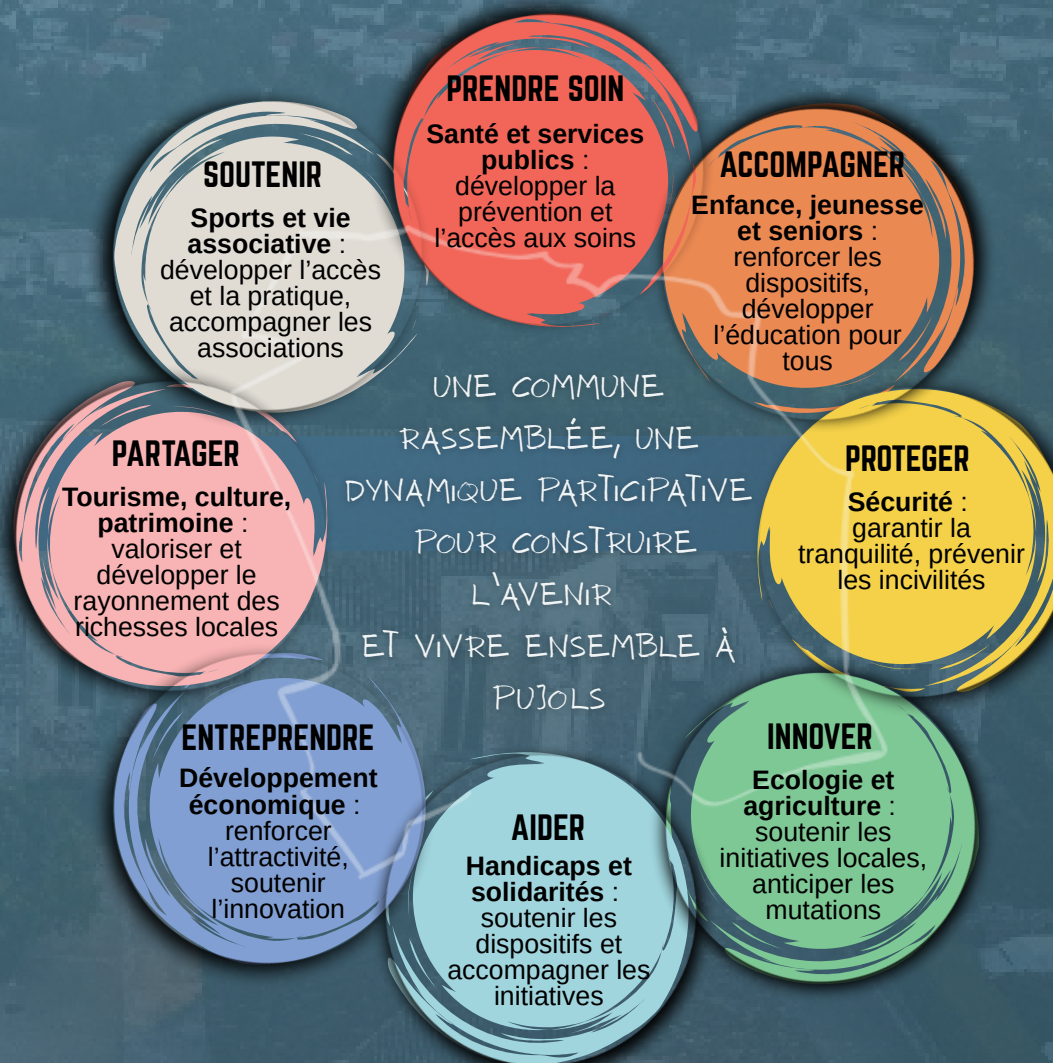 PRENDRE SOIN
Santé et services
publics :
développer la
prévention et
l'accès aux soins
ACCOMPAGNER
Enfance, jeunesse
et seniors :
renforcer les
dispositifs,
développer
l'éducation pour
tous
PROTEGER
Sécurité :
garantir la
tranquilité, prévenir
les incivilités
INNOVER
Ecologie et
agriculture :
soutenir les
initiatives locales,
anticiper les
mutations
AIDER
Handicaps et
solidarités :
soutenir les
dispositifs et
accompagner les
initiatives
ENTREPRENDRE
Développement
économique :
renforcer
l'attractivité,
soutenir
l'innovation
PARTAGER
Tourisme, culture,
patrimoine :
valoriser et
développer le
rayonnement des
richesses locales
SOUTENIR
Sports et vie
associative :
développer l'accès
et la pratique,
accompagner les
associations
UNE COMMUNE
RASSEMBLÉE, UNE
DYNAMIQUE PARTICIPATIVE
POUR CONSTRUIRE
L'AVENIR
ET VIVRE ENSEMBLE À
PUJOLS